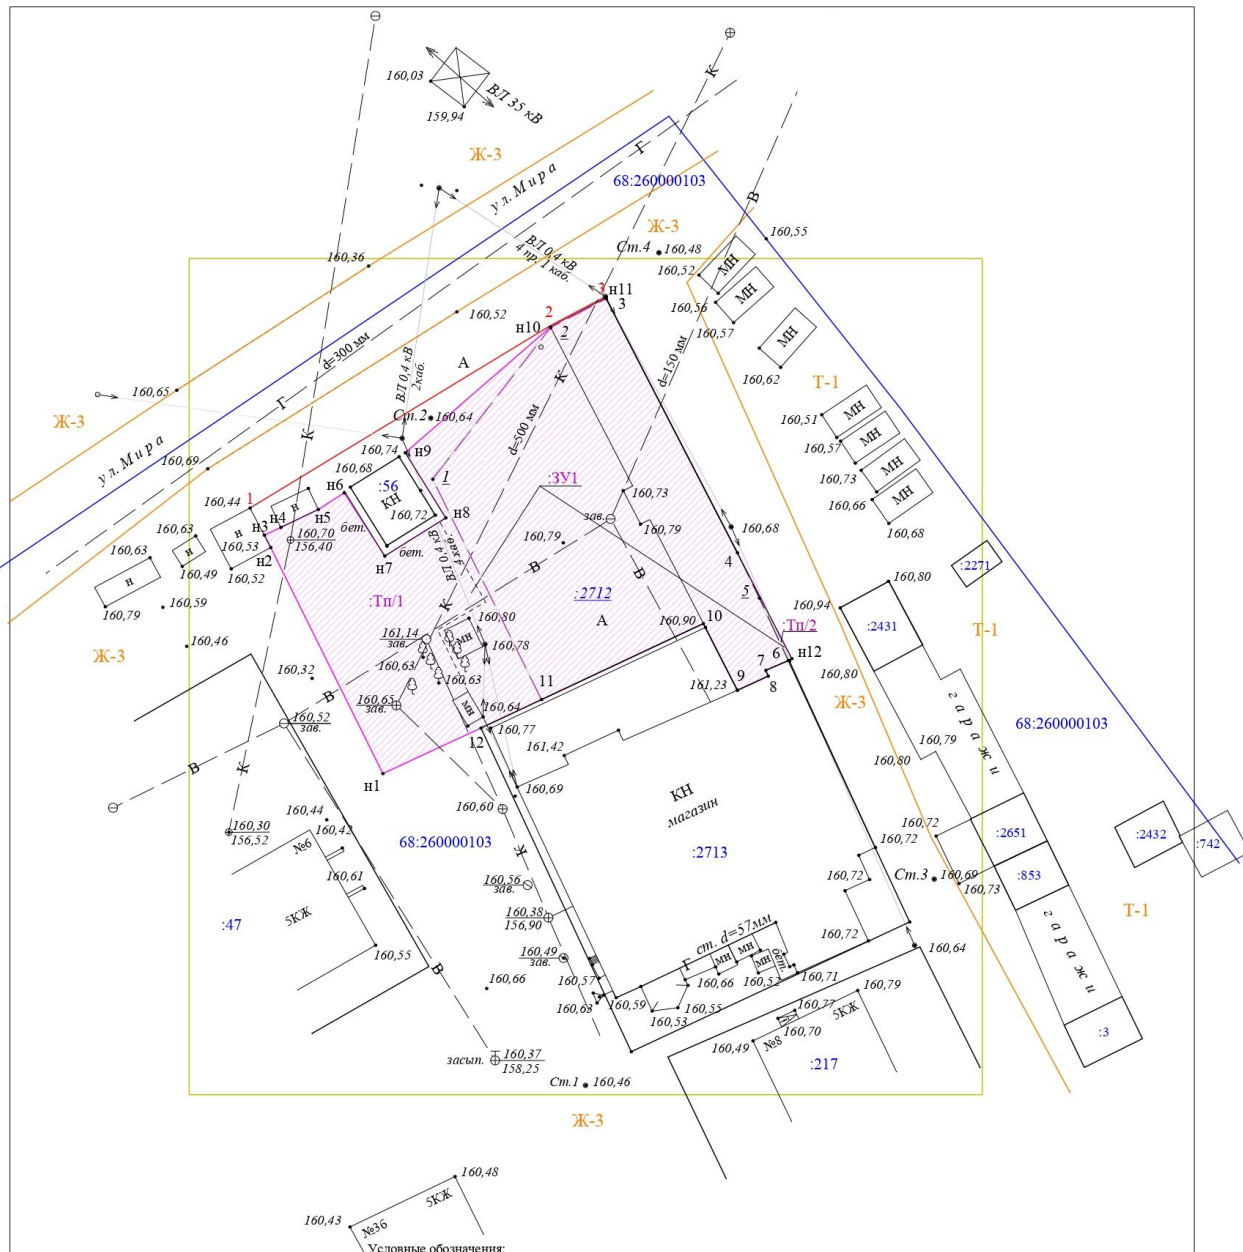 К
160,03
ВЛ 35 кВ
159,94
Ж-3
Г
68:260000103
ул. Мира
В
Ж-3
160,55
ВЛ 0,4 кВ
4 пр. 1 каб.
Ст.4 160,48
160,36
160,52
МН
3
н11
3
160,56
МН
160,52
2
н10
2
160,57
МН
d=300 мм
А
d=150 мм
160,62
К
ВЛ 0,4 кВ
2каб.
Т-1
160,65
Г
Ст.2
160,64
160,51
МН
Ж-3
К
d=500 мм
160,57
МН
ул. Мира
160,74
н9
160,69
160,68
1
:ЗУ1
160,73
МН
н6
:56
КН
160,73
160,66
МН
160,44
1
н
н5
160,72
н8
зав.
160,63
н3
н4
бет.
160,79
160,68
160,68
н
160,70
156,40
160,53
160,63
н
н2
бет.
160,79
4
160,49
160,52
н7
ВЛ 0,4 кВ
4 каб.
В
В
:2271
н
:Тп/1
:2712
5
160,80
160,79
160,59
К
А
10
160,94
160,80
160,90
:Тп/2
:2431
Т-1
161,14
зав.
мн
160,78
160,46
6
н12
Ж-3
160,63
7
160,32
160,63
161,23
9
8
160,80
11
160,65
зав.
мн
160,64
Ж-3
гаражи
В
160,52
зав.
12
160,77
68:260000103
161,42
160,79
В
К
н1
160,80
160,69
КН
магазин
160,60
160,44
160,30
156,52
160,42
160,72
160,72
:2651
:2432
:742
№6
68:260000103
Ж
:2713
160,61
160,56
зав.
160,72
Ст.3
160,69
160,73
:853
5КЖ
160,38
156,90
Т-1
:47
ст. d=57мм
160,72
гаражи
160,55
160,49
зав.
МН
МН
160,64
В
Г
МН
бет.
160,57
160,66
160,52
160,71
160,66
160,63
160,59
160,55
160,77
160,79
160,53
5КЖ
160,70
:3
160,49
№8
засып.
160,37
158,25
:217
Ст.1
160,46
Ж-3
160,48
5КЖ
160,43
№36
Условные обозначения: